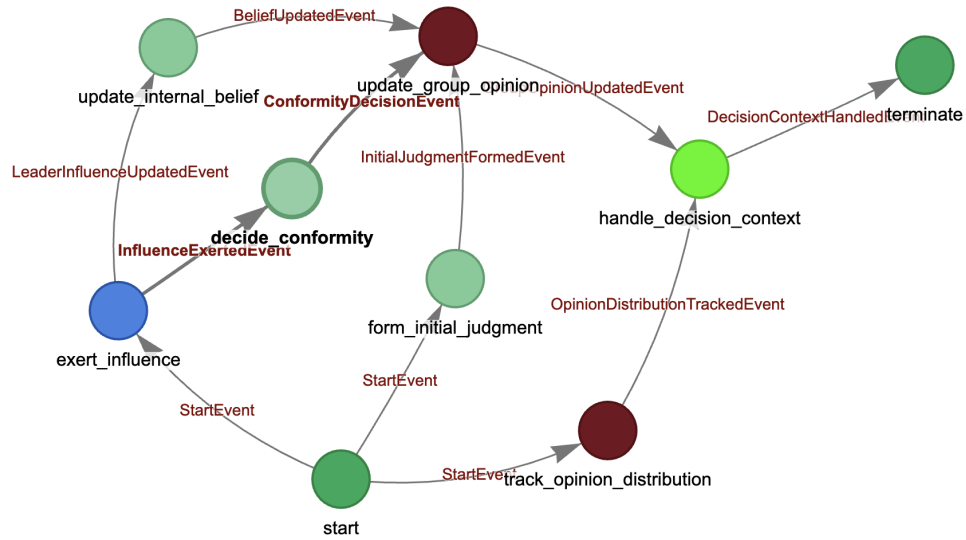 BeliefUpdatedEvent
update_internal_belief
update_group_opinion
ConformityDecisionEvent
OpinionUpdatedEvent
terminate
InitialJudgmentFormedEvent
LeaderInfluenceUpdatedEvent
handle_decision_context
decide_conformity
InfluenceExertedEvent
OpinionDistributionTrackedEvent
form_initial_judgment
exert_influence
StartEvent
StartEvent
StartEvent
track_opinion_distribution
start